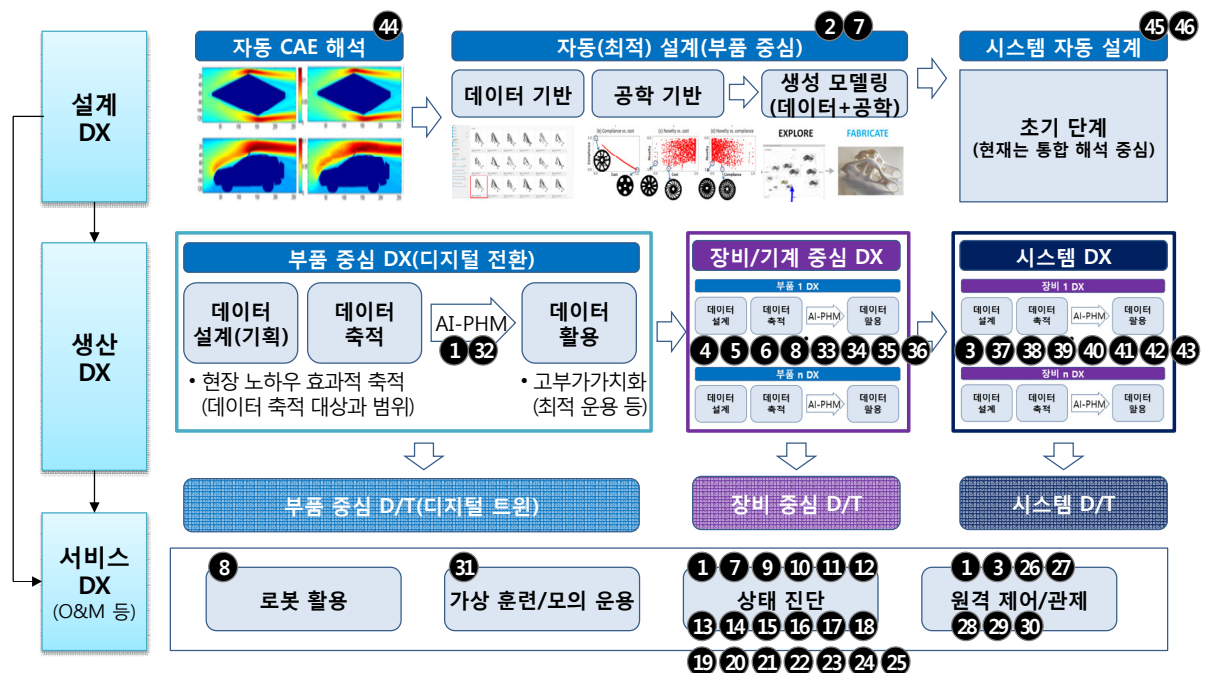 44
2 7
45 46
자동 CAE 해석
자동(최적) 설계(부품 중심)
시스템 자동 설계
설계
DX
데이터 기반
공학 기반
생성 모델링
(데이터+공학)
EXPLORE
FABRICATE
초기 단계
(현재는 통합 해석 중심)
생산
DX
부품 중심 DX(디지털 전환)
데이터
설계(기획)
데이터
축적
AI-PHM
1 32
데이터
활용
• 현장 노하우 효과적 축적
(데이터 축적 대상과 범위)
• 고부가가치화
(최적 운용 등)
장비/기계 중심 DX
부품 1 DX
데이터
설계
데이터
축적
AI-PHM
데이터
활용
4 5 6 8 33 34 35 36
부품 n DX
데이터
설계
데이터
축적
AI-PHM
데이터
활용
시스템 DX
장비 1 DX
데이터
설계
데이터
축적
AI-PHM
데이터
활용
3 37 38 39 40 41 42 43
장비 n DX
데이터
설계
데이터
축적
AI-PHM
데이터
활용
부품 중심 D/T(디지털 트윈)
장비 중심 D/T
시스템 D/T
서비스
DX
(O&M 등)
8
로봇 활용
31
가상 훈련/모의 운용
1 7 9 10 11 12
상태 진단
13 14 15 16 17 18
19 20 21 22 23 24 25
1 3 26 27
원격 제어/관제
28 29 30